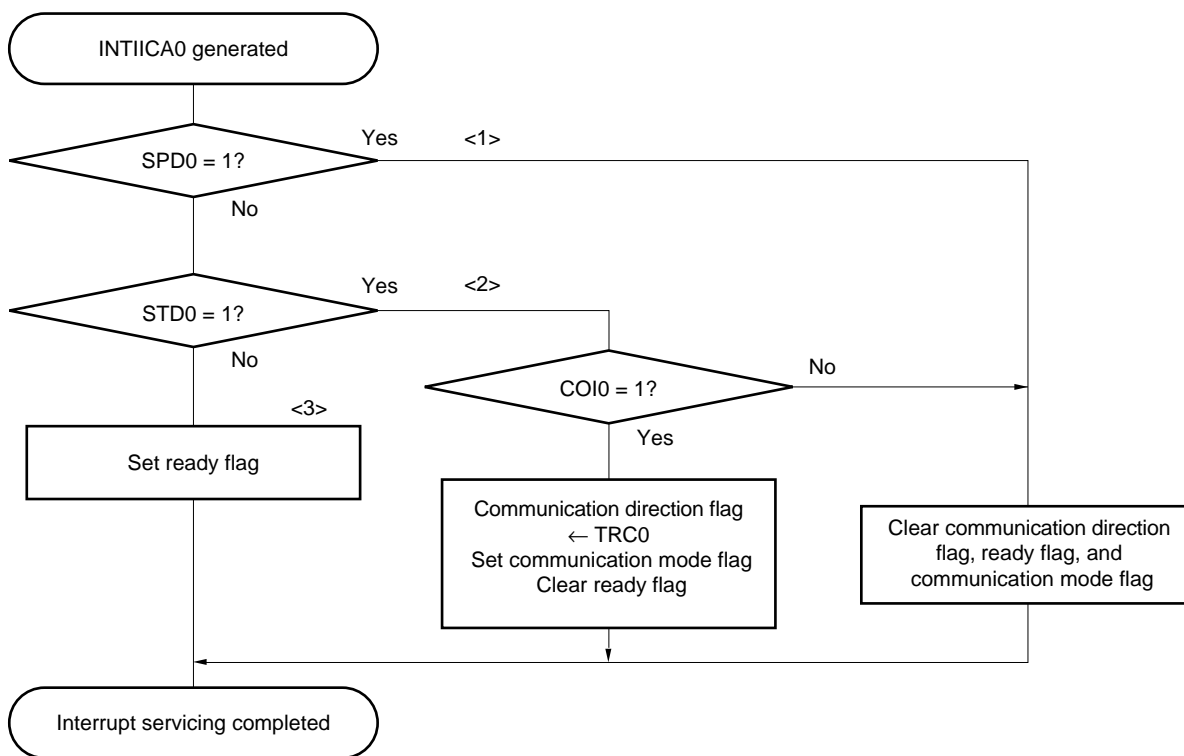 INTIICA0 generated
Yes
<1>
SPD0 = 1?
No
Yes
<2>
STD0 = 1?
No
COI0 = 1?
No
<3>
Yes
Set ready flag
Communication direction flag
← TRC0
Set communication mode flag
Clear ready flag
Clear communication direction
flag, ready flag, and
communication mode flag
Interrupt servicing completed